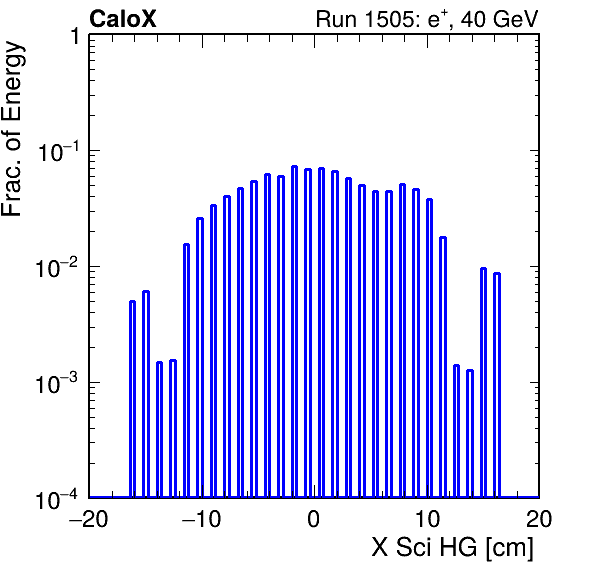 CaloX
Run 1505: e⁺, 40 GeV
Frac. of Energy
1
10⁻¹
10⁻²
10⁻³
10⁻⁴
−20
−10
0
10
20
X Sci HG [cm]